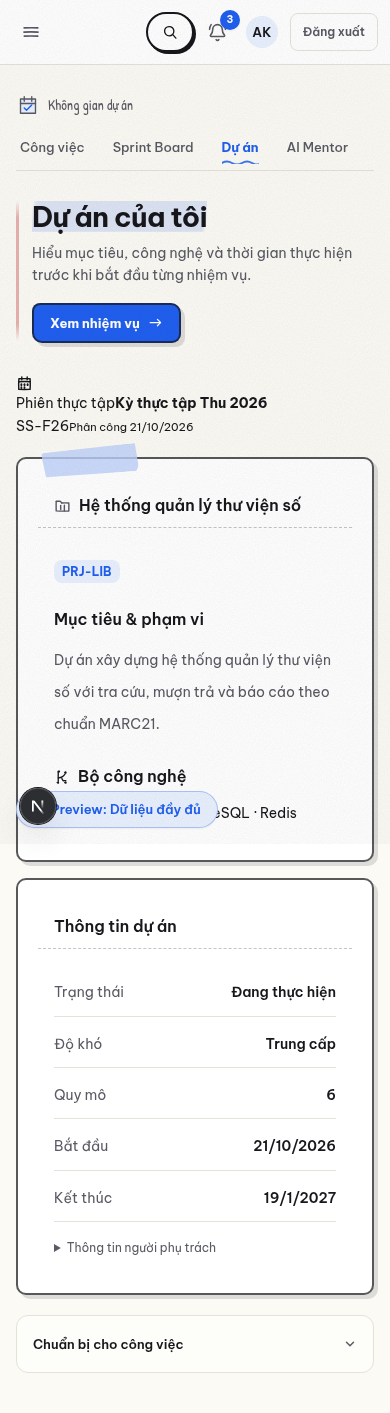 3
AK
Đăng xuất
Không gian dự án
Công việc Sprint Board Dự án AI Mentor
Dự án của tôi
Hiểu mục tiêu, công nghệ và thời gian thực hiện
trước khi bắt đầu từng nhiệm vụ.
Xem nhiệm vụ →
Phiên thực tậpKỳ thực tập Thu 2026
SS-F26Phân công 21/10/2026
Hệ thống quản lý thư viện số
PRJ-LIB
Mục tiêu & phạm vi
Dự án xây dựng hệ thống quản lý thư viện
số với tra cứu, mượn trả và báo cáo theo
chuẩn MARC21.
Bộ công nghệ
N
Preview: Dữ liệu đầy đủ
eSQL · Redis
Thông tin dự án
Trạng thái Đang thực hiện
Độ khó Trung cấp
Quy mô 6
Bắt đầu 21/10/2026
Kết thúc 19/1/2027
Thông tin người phụ trách
Chuẩn bị cho công việc